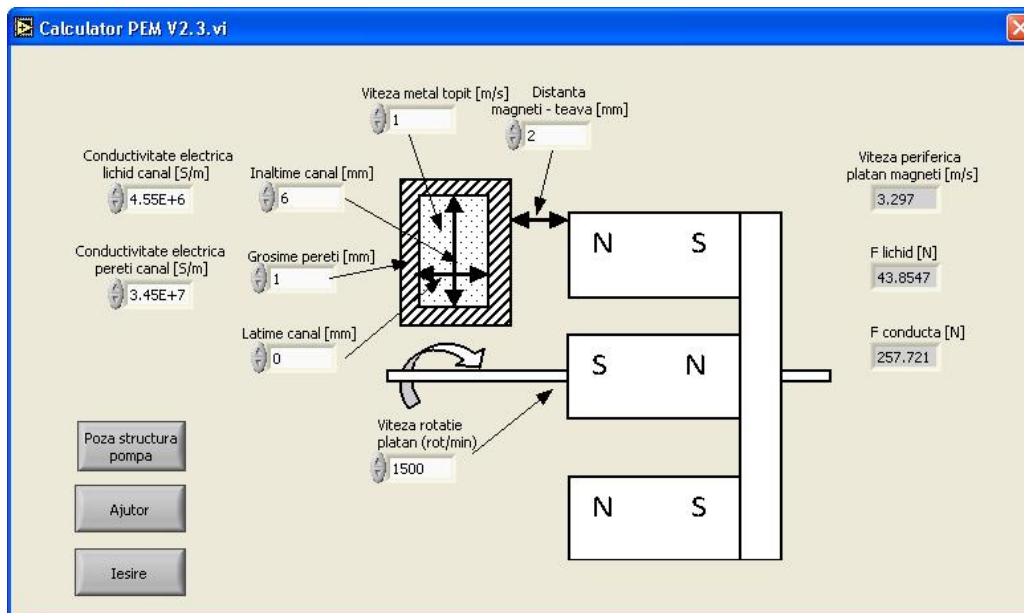 Calculator PEM V2.3.vi
Viteza metal topit [m/s]
1
Distanta
magneti - teava [mm]
2
Conductivitate electrica
lichid canal [S/m]
4.55E+6
Inaltime canal [mm]
6
Viteza periferica
platan magneti [m/s]
3.297
Conductivitate electrica
pereti canal [S/m]
3.45E+7
Grosime pereti [mm]
1
N S
F lichid [N]
43.8547
Latime canal [mm]
0
S N
F conducta [N]
257.721
Viteza rotatie
platan (rot/min)
1500
Poza structura
pompa
Ajutor
N S
Iesire